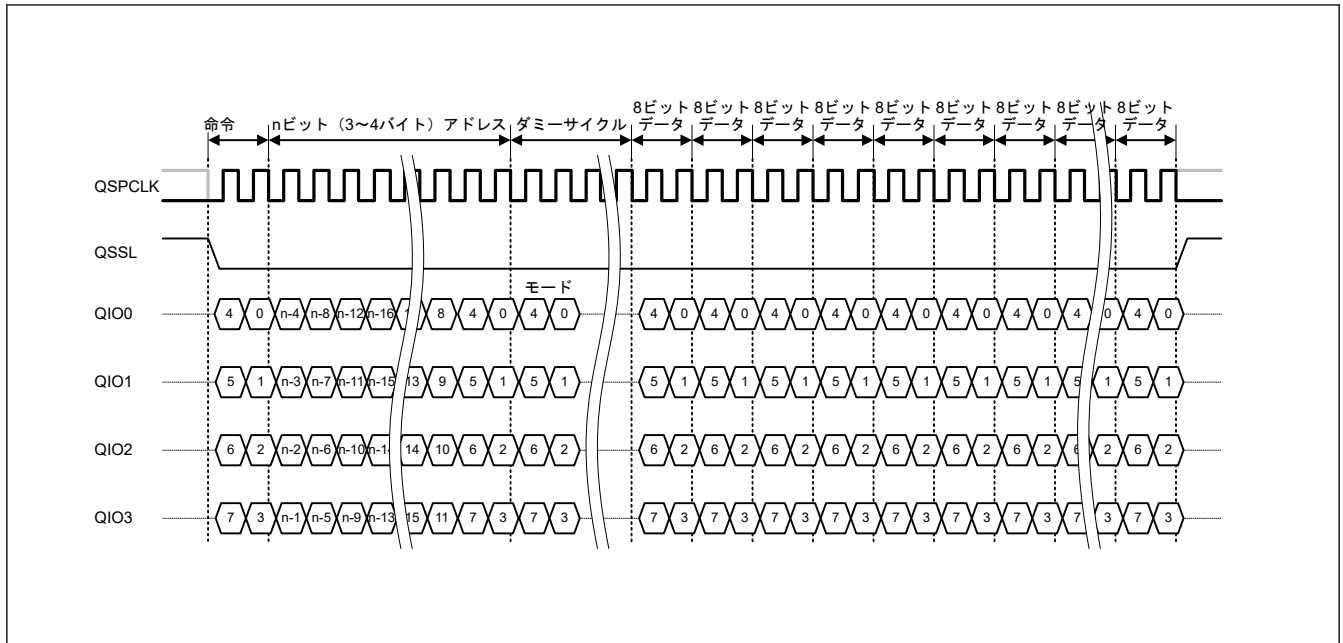 8ビット 8ビット 8ビット 8ビット 8ビット 8ビット 8ビット 8ビット 8ビット
命令 nビット（3～4バイト）アドレス ダミーサイクル データ データ データ データ データ データ データ データ データ
QSPCLK
QSSL
モード
QIO0 4 0 n-4 n-8 n-12 n-16 8 4 0 4 0 4 0 4 0 4 0 4 0 4 0 4 0 4 0 4 0 4 0
QIO1 5 1 n-3 n-7 n-11 n-15 13 9 5 1 5 1 5 1 5 1 5 1 5 1 5 1 5 1 5 1 5 1 5 1
QIO2 6 2 n-2 n-6 n-10 n-14 14 10 6 2 6 2 6 2 6 2 6 2 6 2 6 2 6 2 6 2 6 2 6 2
QIO3 7 3 n-1 n-5 n-9 n-13 15 11 7 3 7 3 7 3 7 3 7 3 7 3 7 3 7 3 7 3 7 3 7 3